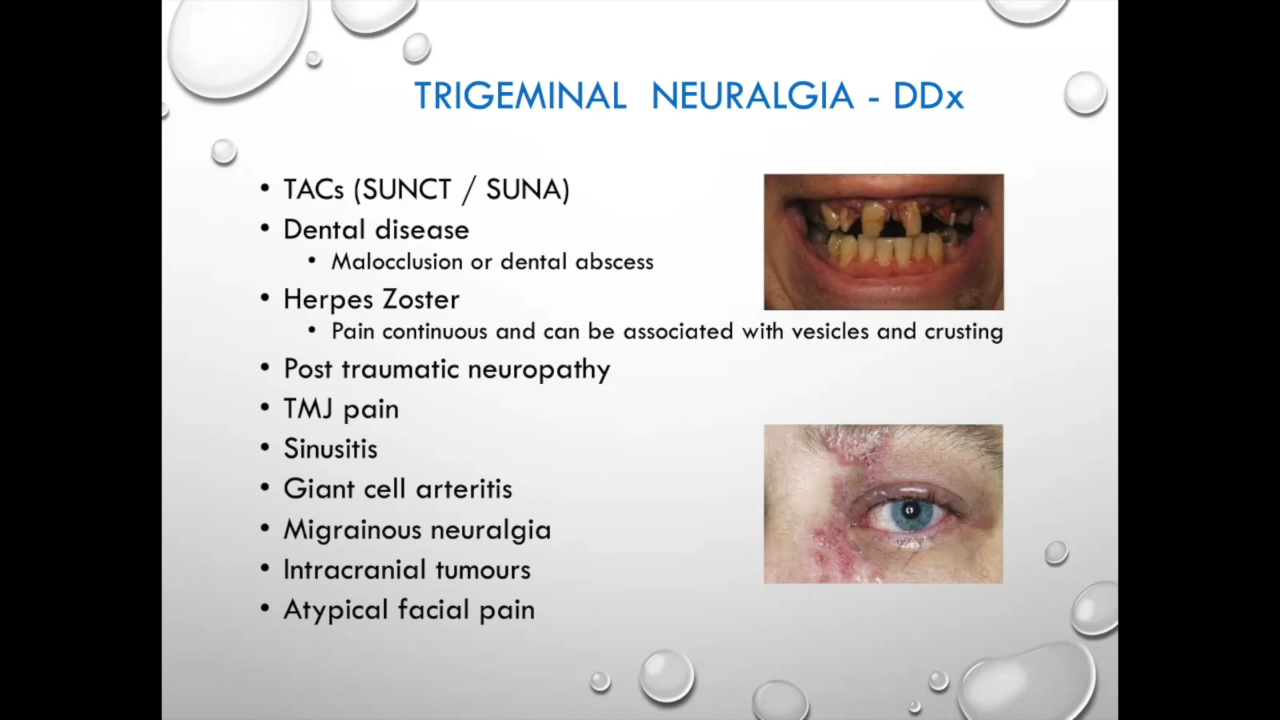 TRIGEMINAL NEURALGIA - DDx
• TACs (SUNCT / SUNA)
• Dental disease
• Malocclusion or dental abscess
• Herpes Zoster
• Pain continuous and can be associated with vesicles and crusting
• Post traumatic neuropathy
• TMJ pain
• Sinusitis
• Giant cell arteritis
• Migrainous neuralgia
• Intracranial tumours
• Atypical facial pain